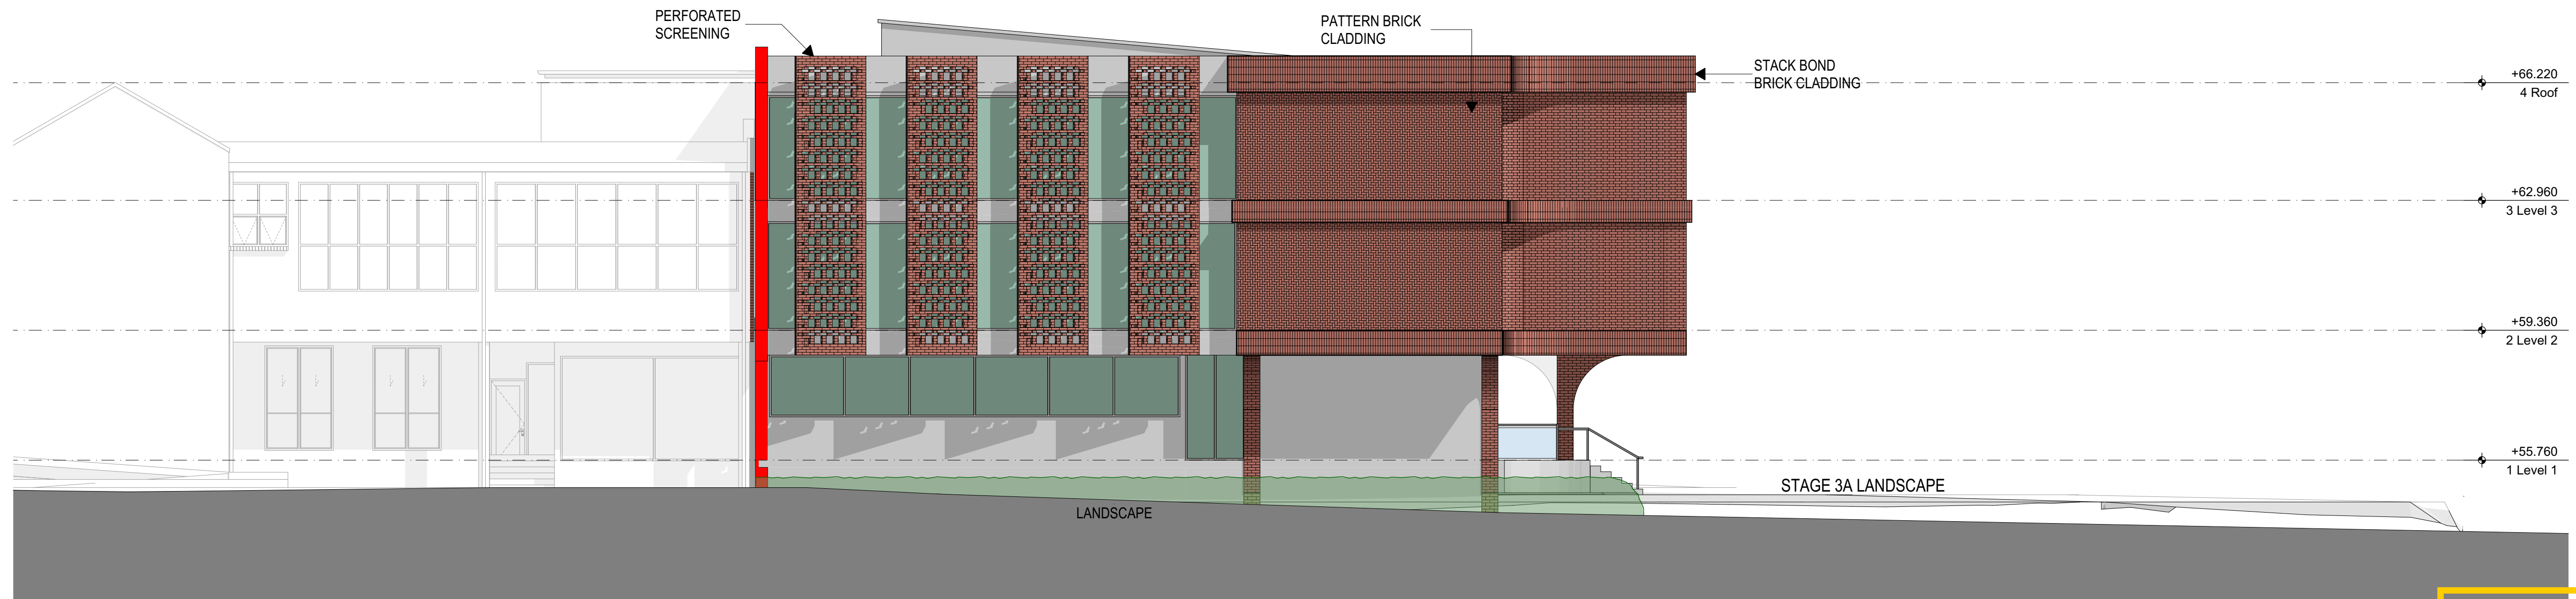 PERFORATED
SCREENING
PATTERN BRICK
CLADDING
STACK BOND
BRICK CLADDING
+66.220
4 Roof
+62.960
3 Level 3
+59.360
2 Level 2
+55.760
1 Level 1
STAGE 3A LANDSCAPE
LANDSCAPE